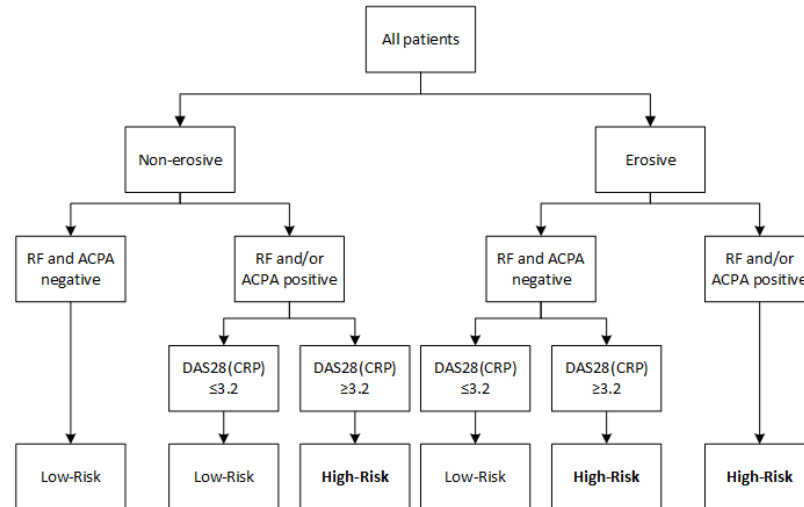 All patients
Non-erosive
Erosive
RF and ACPA
negative
RF and/or
ACPA positive
RF and ACPA
negative
RF and/or
ACPA positive
DAS28(CRP)
≤3.2
DAS28(CRP)
≥3.2
DAS28(CRP)
≤3.2
DAS28(CRP)
≥3.2
Low-Risk
Low-Risk
High-Risk
Low-Risk
High-Risk
High-Risk